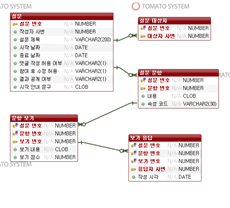 ATO SYSTEM
TOMATO SYSTEM
설문
설문 번호 N/A NUMBER
작성자 사번 N/A NUMBER
설문 제목 N/A VARCHAR2(200)
시작 날짜 N/A DATE
종료 날짜 N/A DATE
댓글 작성 허용 여부 N/A VARCHAR2(1)
참여 후 수정 허용 N/A VARCHAR2(1)
결과 공개 여부 N/A VARCHAR2(1)
시작 안내 문구 N/A CLOB
설문 대상자
설문 번호 N/A NUMBER
대상자 사번 N/A NUMBER
설문 문항
설문 번호 N/A NUMBER
문항 번호 N/A NUMBER
내용 N/A CLOB
속성 코드 N/A VARCHAR2(30)
문항 보기
설문 번호 N/A NUMBER
문항 번호 N/A NUMBER
보기 번호 N/A NUMBER
보기 내용 N/A CLOB
보기 점수 N/A NUMBER
보기 응답
설문 번호 N/A NUMBER
문항 번호 N/A NUMBER
보기 번호 N/A NUMBER
응답자 사번 N/A NUMBER
작성 시각 N/A DATE
ATO SYSTEM